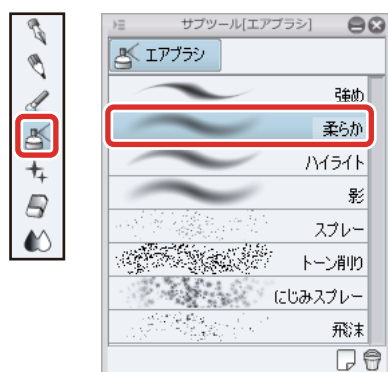 サブツール[エアブラシ]
エアブラシ
強め
柔らか
ハイライト
影
スプレー
トーン削り
にじみスプレー
飛沫